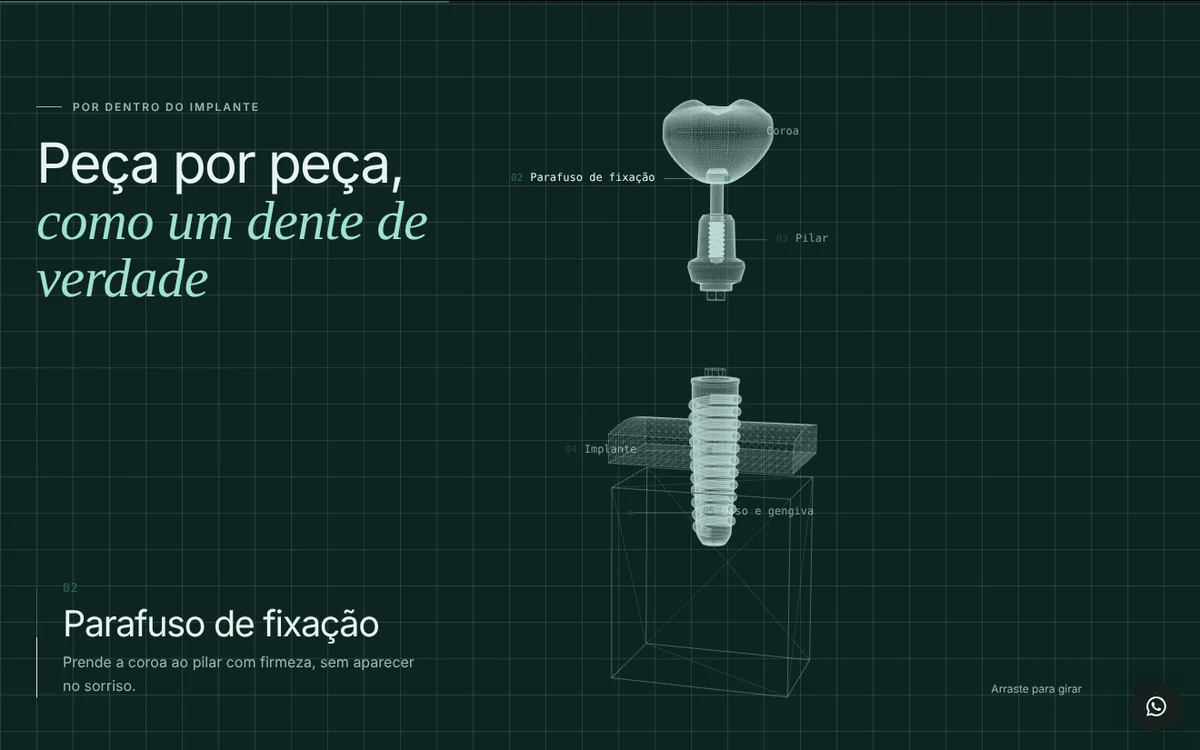 POR DENTRO DO IMPLANTE
Peça por peça,
como um dente de
verdade
Coroa
02 Parafuso de fixação
03 Pilar
04 Implante
05 Osso e gengiva
02
Parafuso de fixação
Prende a coroa ao pilar com firmeza, sem aparecer
no sorriso.
Arraste para girar